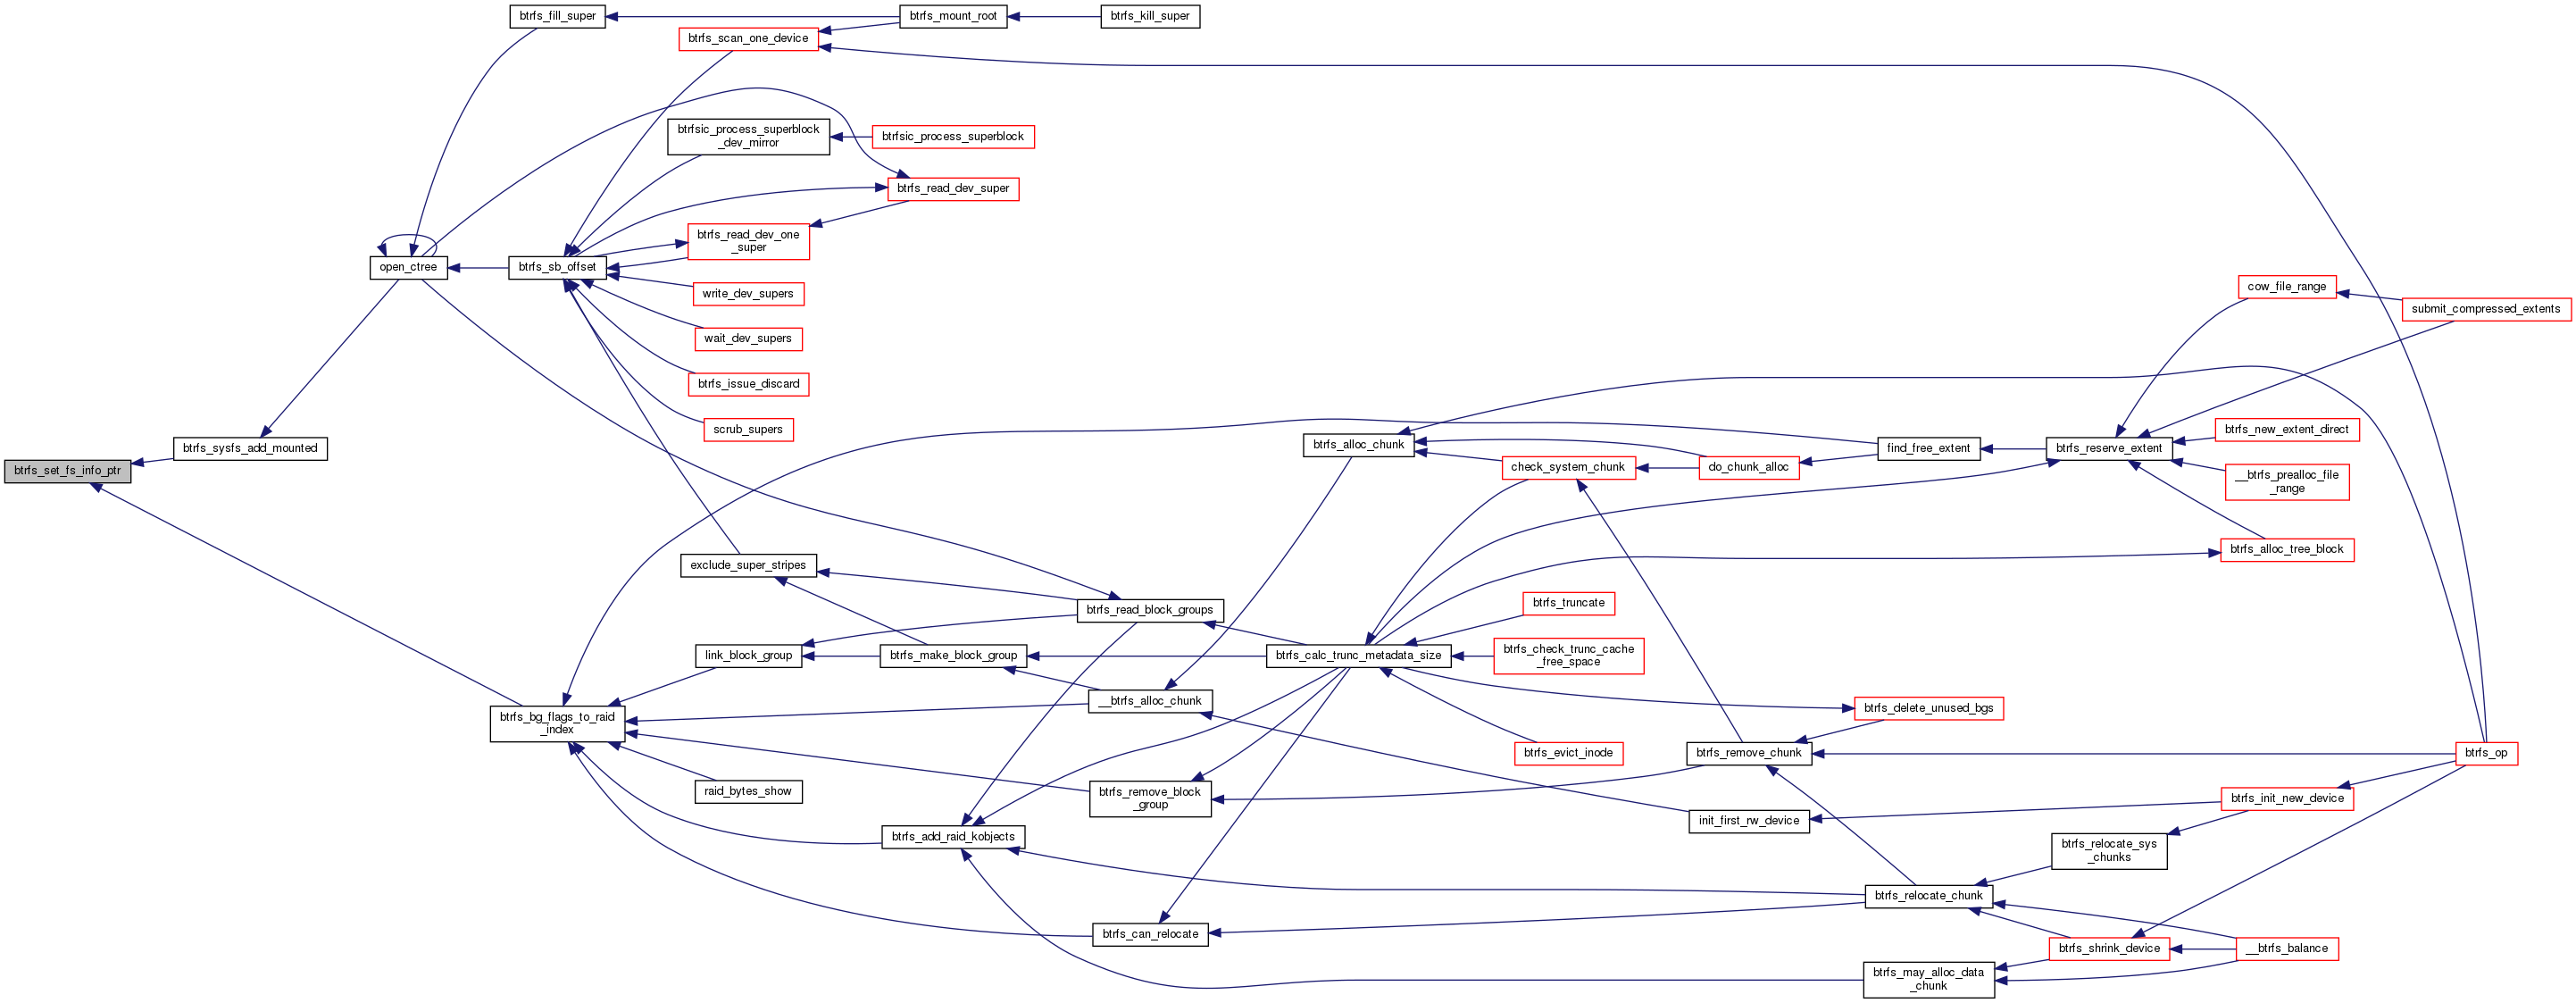 btrfs_fill_super
btrfs_mount_root
btrfs_kill_super
btrfs_scan_one_device
btrfsic_process_superblock
_dev_mirror
btrfsic_process_superblock
btrfs_read_dev_super
btrfs_read_dev_one
_super
open_ctree
btrfs_sb_offset
write_dev_supers
cow_file_range
submit_compressed_extents
wait_dev_supers
btrfs_issue_discard
scrub_supers
btrfs_new_extent_direct
btrfs_sysfs_add_mounted
btrfs_alloc_chunk
find_free_extent
btrfs_reserve_extent
btrfs_set_fs_info_ptr
check_system_chunk
do_chunk_alloc
__btrfs_prealloc_file
_range
btrfs_alloc_tree_block
exclude_super_stripes
btrfs_read_block_groups
btrfs_truncate
link_block_group
btrfs_make_block_group
btrfs_calc_trunc_metadata_size
btrfs_check_trunc_cache
_free_space
__btrfs_alloc_chunk
btrfs_delete_unused_bgs
btrfs_bg_flags_to_raid
_index
btrfs_evict_inode
btrfs_remove_chunk
btrfs_op
raid_bytes_show
btrfs_remove_block
_group
btrfs_init_new_device
init_first_rw_device
btrfs_add_raid_kobjects
btrfs_relocate_sys
_chunks
btrfs_relocate_chunk
btrfs_can_relocate
btrfs_shrink_device
__btrfs_balance
btrfs_may_alloc_data
_chunk